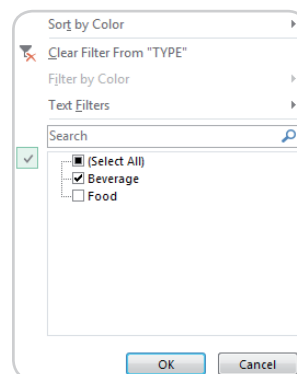 Sort by Color
Clear Filter From "TYPE"
Filter by Color
Text Filters
Search
(Select All)
Beverage
Food
OK Cancel